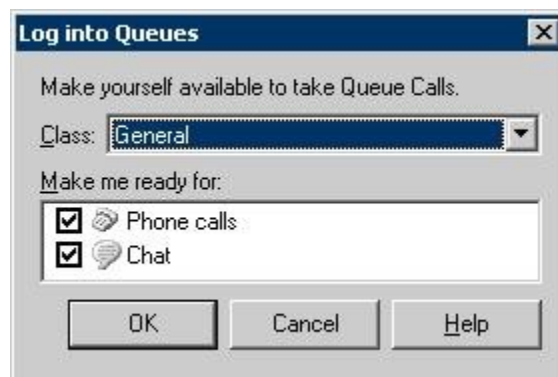 Log into Queues
Make yourself available to take Queue Calls.
Class: General
Make me ready for:
Phone calls
Chat
OK Cancel Help